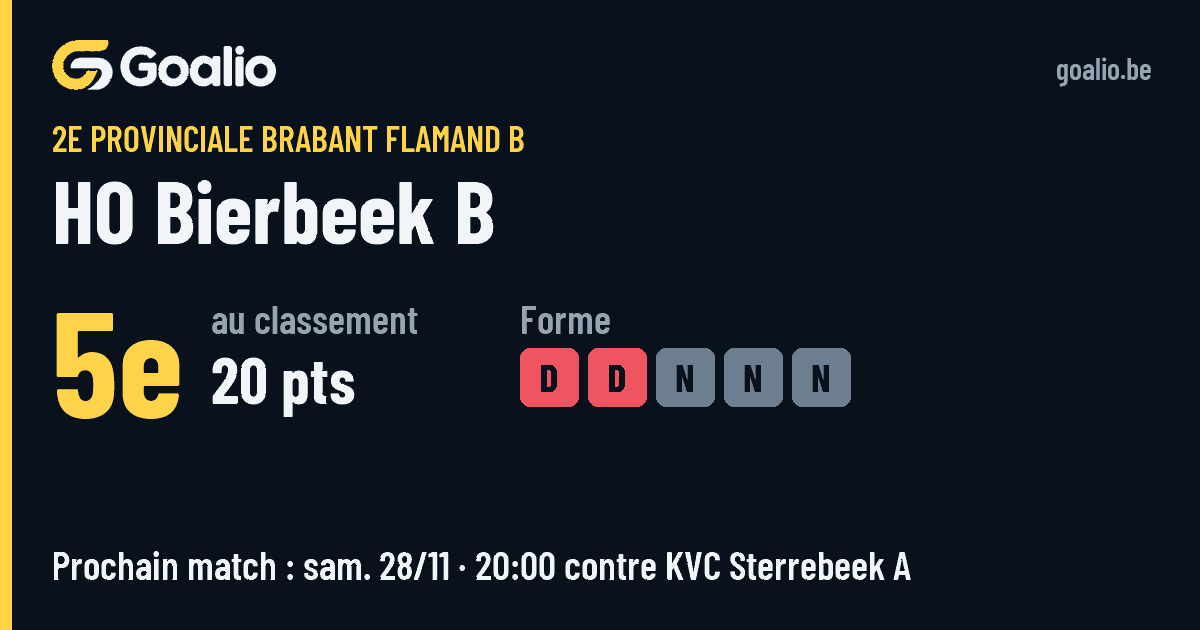 Goalio
goalio.be
2E PROVINCIALE BRABANT FLAMAND B
HO Bierbeek B
5e
au classement
20 pts
Forme
D D N N N
Prochain match : sam. 28/11 · 20:00 contre KVC Sterrebeek A